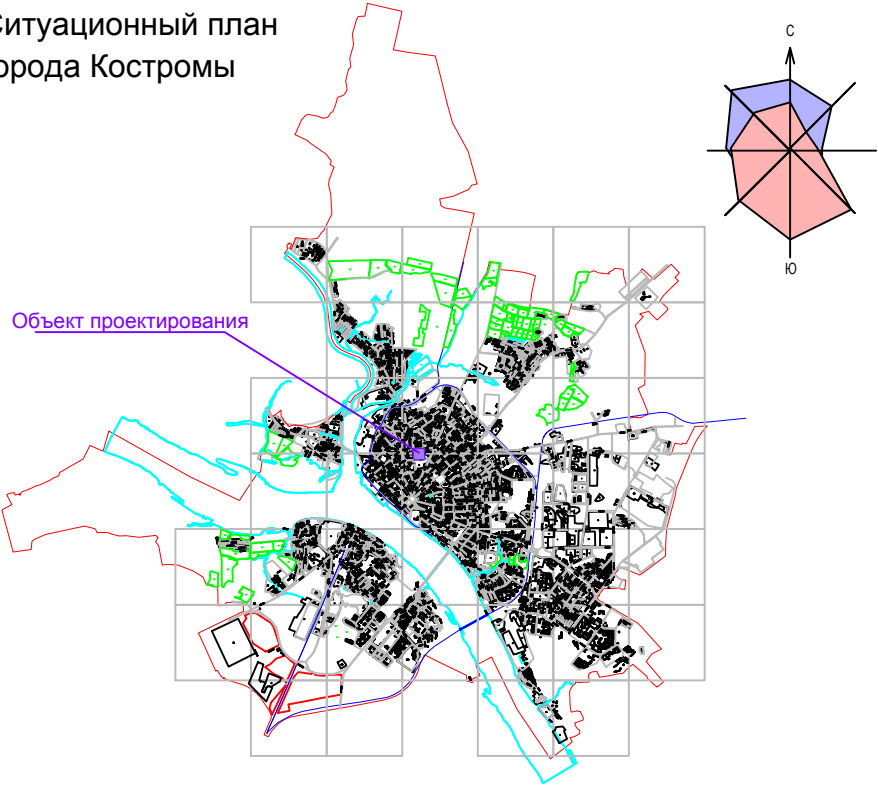 Ситуационный план
орода Костромы
С
Объект проектирования
Ю